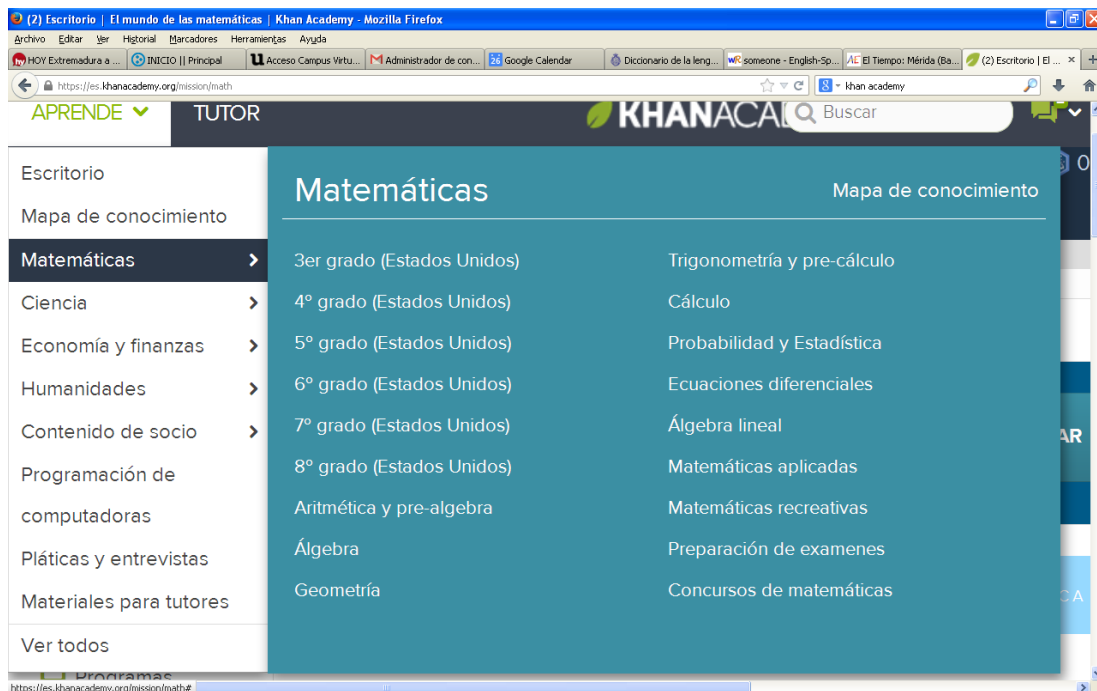 (2) Escritorio | El mundo de las matemáticas | Khan Academy - Mozilla Firefox
Archivo Editar Ver Historial Marcadores Herramientas Ayuda
HOY Extremadura a ... INICIO || Principal Acceso Campus Virtu... Administrador de con... 26 Google Calendar Diccionario de la leng... WR someone - English-Sp... El Tiempo: Mérida (Ba... (2) Escritorio | El ...
https://es.khanacademy.org/mission/math khan academy
APRENDE TUTOR KHANACA Buscar
0
Escritorio
Mapa de conocimiento
Matemáticas
Ciencia
Economía y finanzas
Humanidades
Contenido de socio
Programación de
computadoras
Pláticas y entrevistas
Materiales para tutores
Ver todos
Programas
Matemáticas Mapa de conocimiento
3er grado (Estados Unidos)
4º grado (Estados Unidos)
5º grado (Estados Unidos)
6º grado (Estados Unidos)
7º grado (Estados Unidos)
8º grado (Estados Unidos)
Aritmética y pre-algebra
Álgebra
Geometría
Trigonometría y pre-cálculo
Cálculo
Probabilidad y Estadística
Ecuaciones diferenciales
Álgebra lineal
Matemáticas aplicadas
Matemáticas recreativas
Preparación de examenes
Concursos de matemáticas
AR
CA
https://es.khanacademy.org/mission/math#